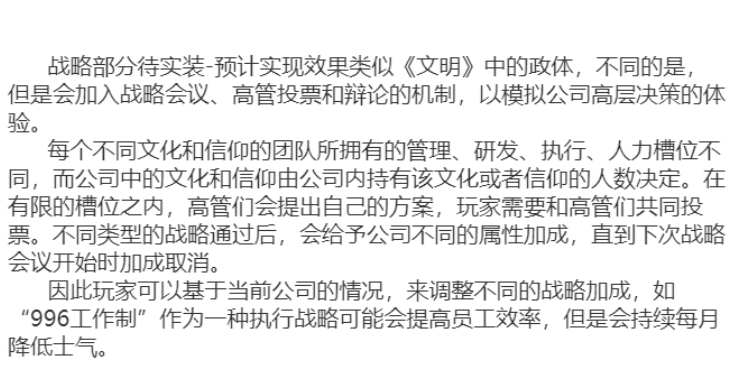 战略部分待实装-预计实现效果类似《文明》中的政体，不同的是，
但是会加入战略会议、高管投票和辩论的机制，以模拟公司高层决策的体
验。
每个不同文化和信仰的团队所拥有的管理、研发、执行、人力槽位不
同，而公司中的文化和信仰由公司内持有该文化或者信仰的人数决定。在
有限的槽位之内，高管们会提出自己的方案，玩家需要和高管们共同投
票。不同类型的战略通过后，会给予公司不同的属性加成，直到下次战略
会议开始时加成取消。
因此玩家可以基于当前公司的情况，来调整不同的战略加成，如
“996工作制”作为一种执行战略可能会提高员工效率，但是会持续每月
降低士气。